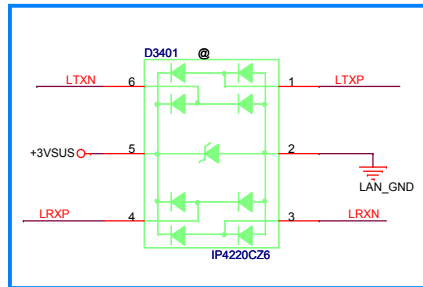 D3401 @
LTXN 6 1 LTXP
+3VSUS 5 2
LAN_GND
LRXP 4 3 LRXN
IP4220CZ6